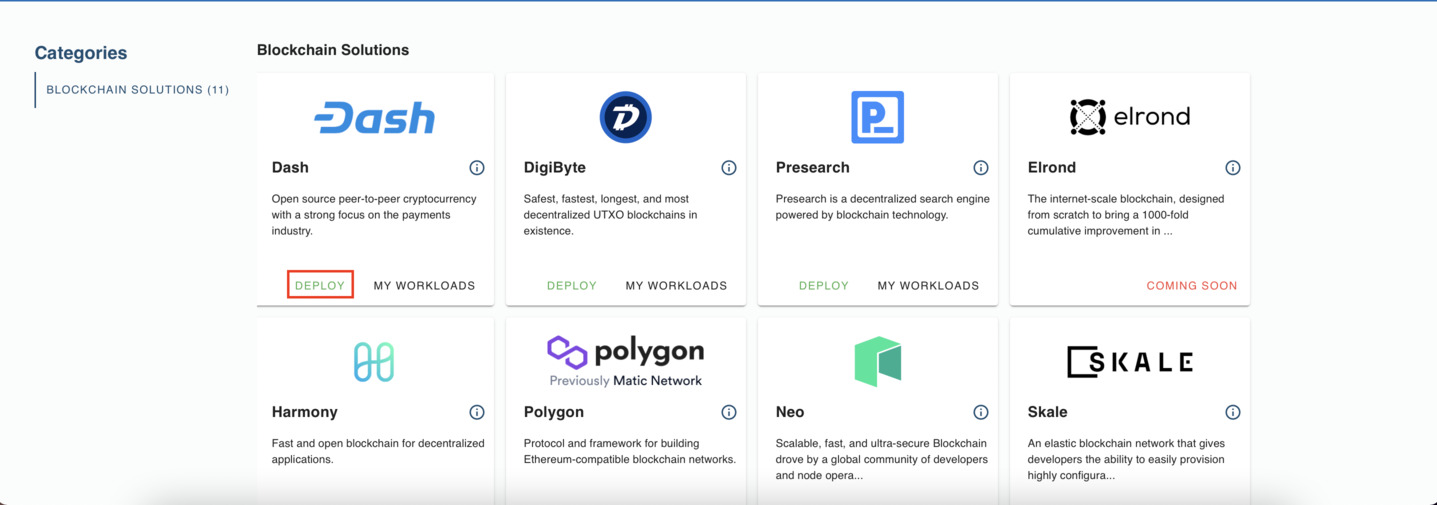 Categories
BLOCKCHAIN SOLUTIONS (11)
Blockchain Solutions
Dash
Dash
Open source peer-to-peer cryptocurrency
with a strong focus on the payments
industry.
DEPLOY MY WORKLOADS
DigiByte
Safest, fastest, longest, and most
decentralized UTXO blockchains in
existence.
DEPLOY MY WORKLOADS
P_
Presearch
Presearch is a decentralized search engine
powered by blockchain technology.
DEPLOY MY WORKLOADS
elrond
Elrond
The internet-scale blockchain, designed
from scratch to bring a 1000-fold
cumulative improvement in ...
COMING SOON
Harmony
Fast and open blockchain for decentralized
applications.
polygon
Previously Matic Network
Polygon
Protocol and framework for building
Ethereum-compatible blockchain networks.
Neo
Scalable, fast, and ultra-secure Blockchain
drove by a global community of developers
and node opera...
SKALE
Skale
An elastic blockchain network that gives
developers the ability to easily provision
highly configura...